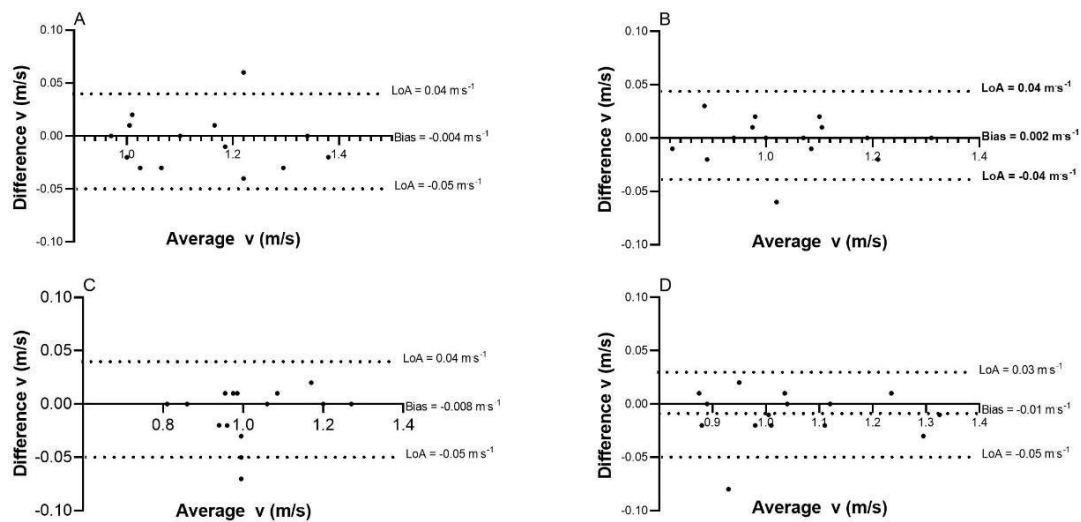 A
Difference v (m/s)
0.10
0.05
0.00
-0.05
-0.10
1.0
1.2
1.4
LoA = 0.04 m s⁻¹
Bias = -0.004 m s⁻¹
LoA = -0.05 m s⁻¹
Average v (m/s)
B
Difference v (m/s)
0.10
0.05
0.00
-0.05
-0.10
1.0
1.2
1.4
LoA = 0.04 m s⁻¹
Bias = 0.002 m s⁻¹
LoA = -0.04 m s⁻¹
Average v (m/s)
C
Difference v (m/s)
0.10
0.05
0.00
-0.05
-0.10
0.8
1.0
1.2
1.4
LoA = 0.04 m s⁻¹
Bias = -0.008 m s⁻¹
LoA = -0.05 m s⁻¹
Average v (m/s)
D
Difference v (m/s)
0.10
0.05
0.00
-0.05
-0.10
0.9
1.0
1.1
1.2
1.3
1.4
LoA = 0.03 m s⁻¹
Bias = -0.01 m s⁻¹
LoA = -0.05 m s⁻¹
Average v (m/s)